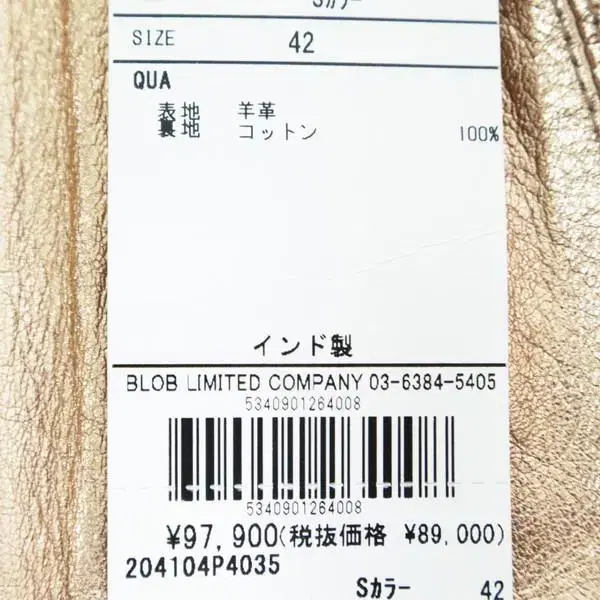 Sカラー
SIZE 42
QUA
表地 羊革
裏地 コットン 100%
インド製
BLOB LIMITED COMPANY 03-6384-5405
5340901264008
5340901264008
¥97,900(税抜価格 ¥89,000)
204104P4035
Sカラー 42